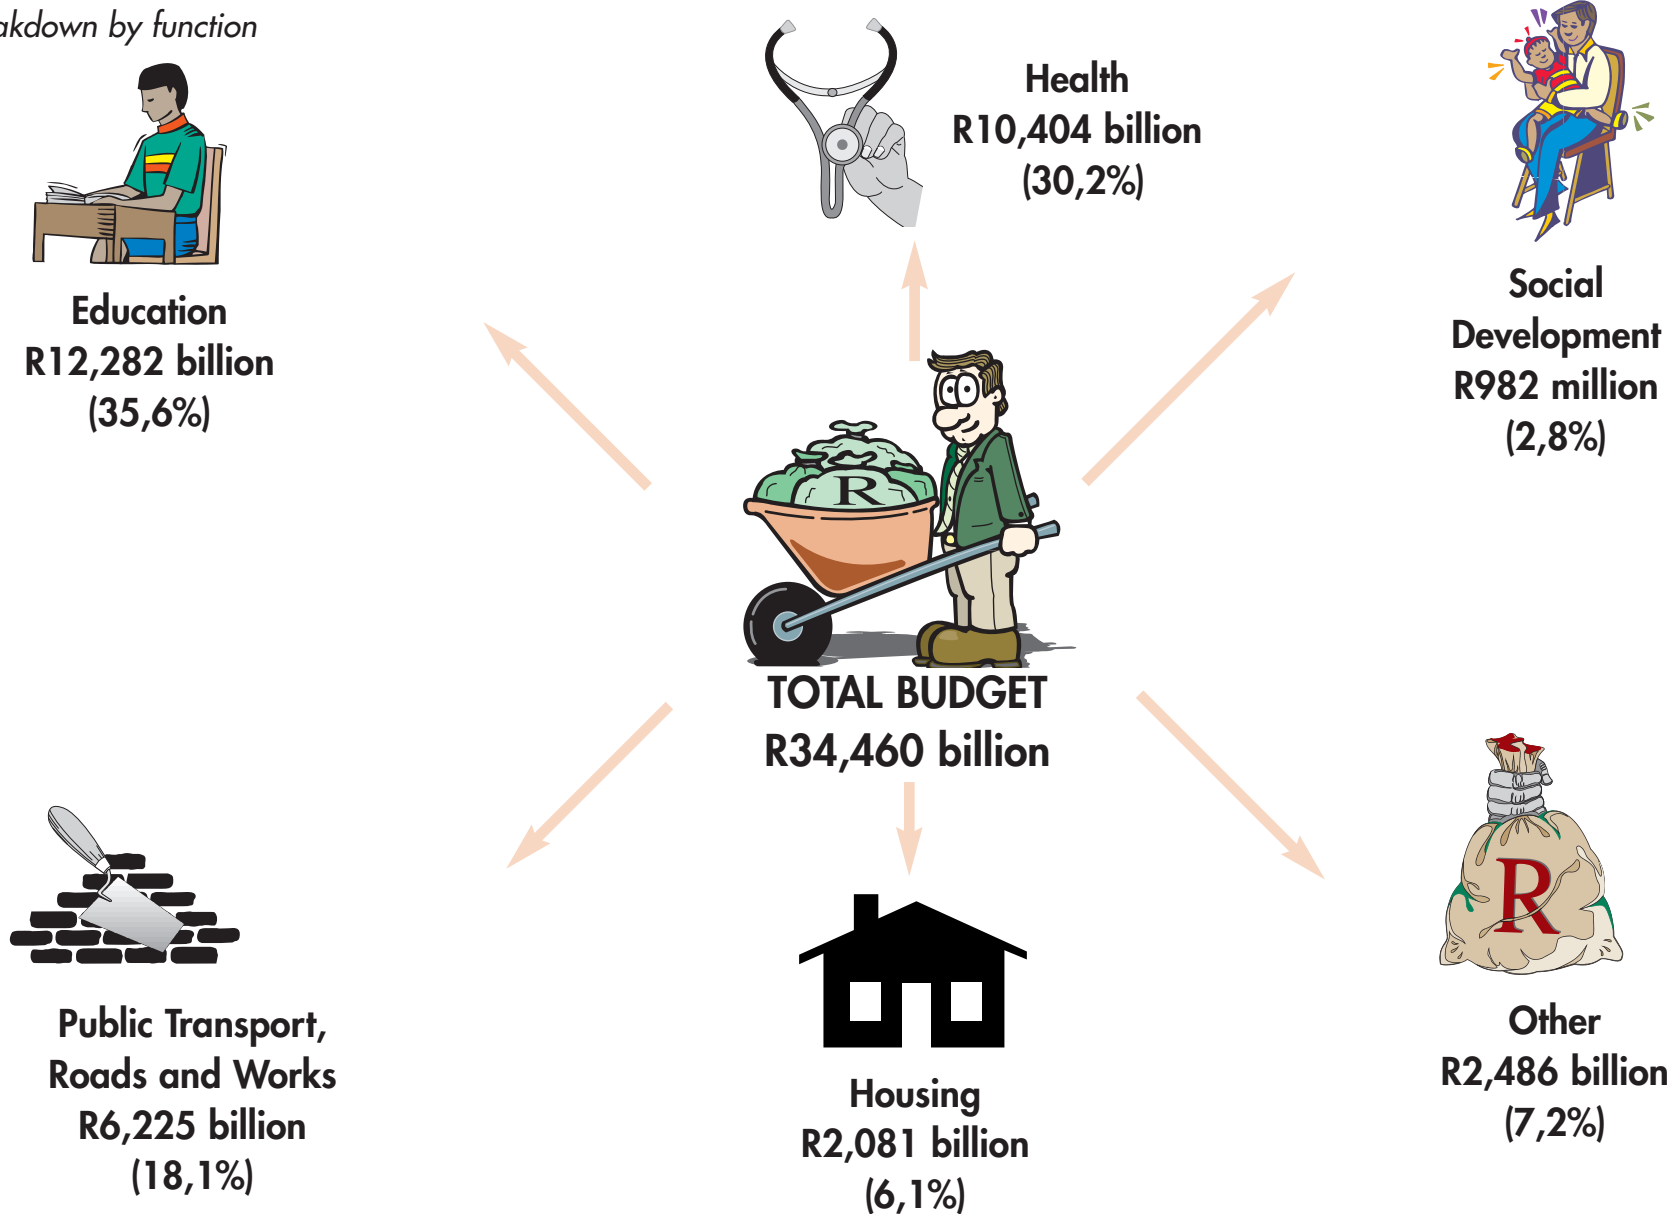 by function
Health
R10,404 billion
(30,2%)
Education
R12,282 billion
(35,6%)
Social
Development
R982 million
(2,8%)
R
TOTAL BUDGET
R34,460 billion
R
Public Transport,
Roads and Works
R6,225 billion
(18,1%)
Housing
R2,081 billion
(6,1%)
Other
R2,486 billion
(7,2%)